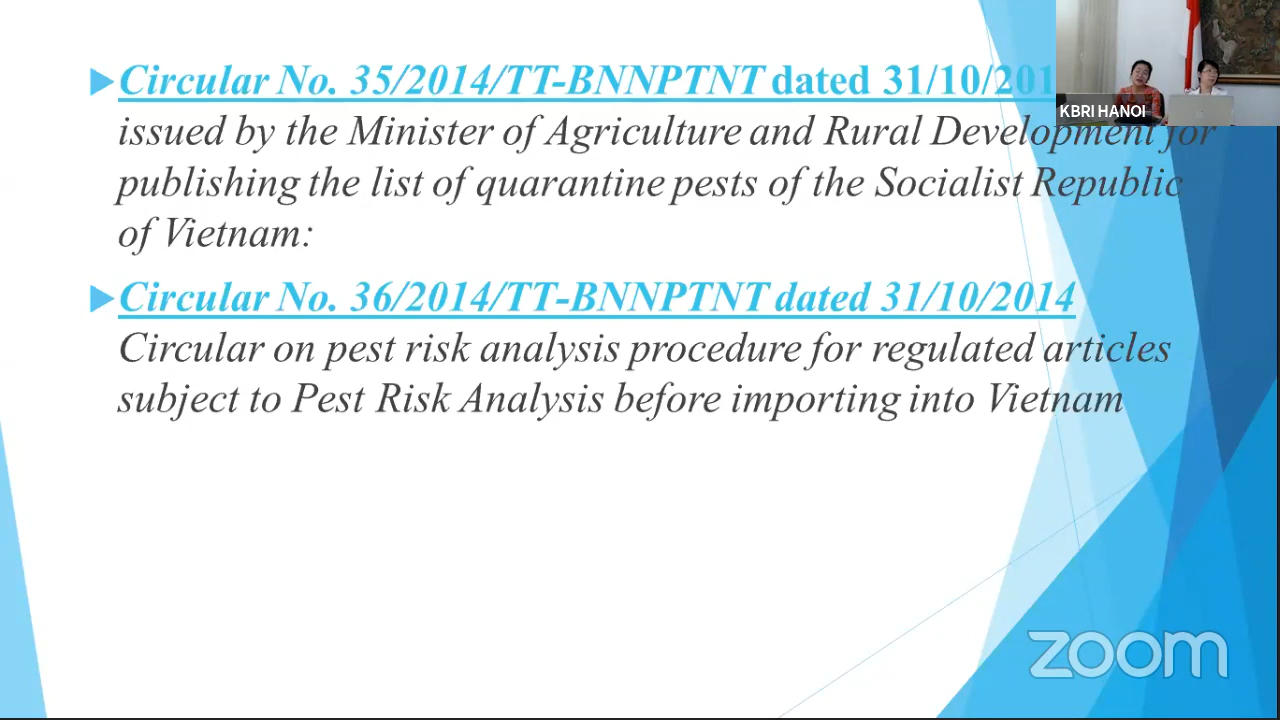 Circular No. 35/2014/TT-BNNPTNT dated 31/10/201
issued by the Minister of Agriculture and Rural Development for
publishing the list of quarantine pests of the Socialist Republic
of Vietnam:
Circular No. 36/2014/TT-BNNPTNT dated 31/10/2014
Circular on pest risk analysis procedure for regulated articles
subject to Pest Risk Analysis before importing into Vietnam
KBRI HANOI
zoom